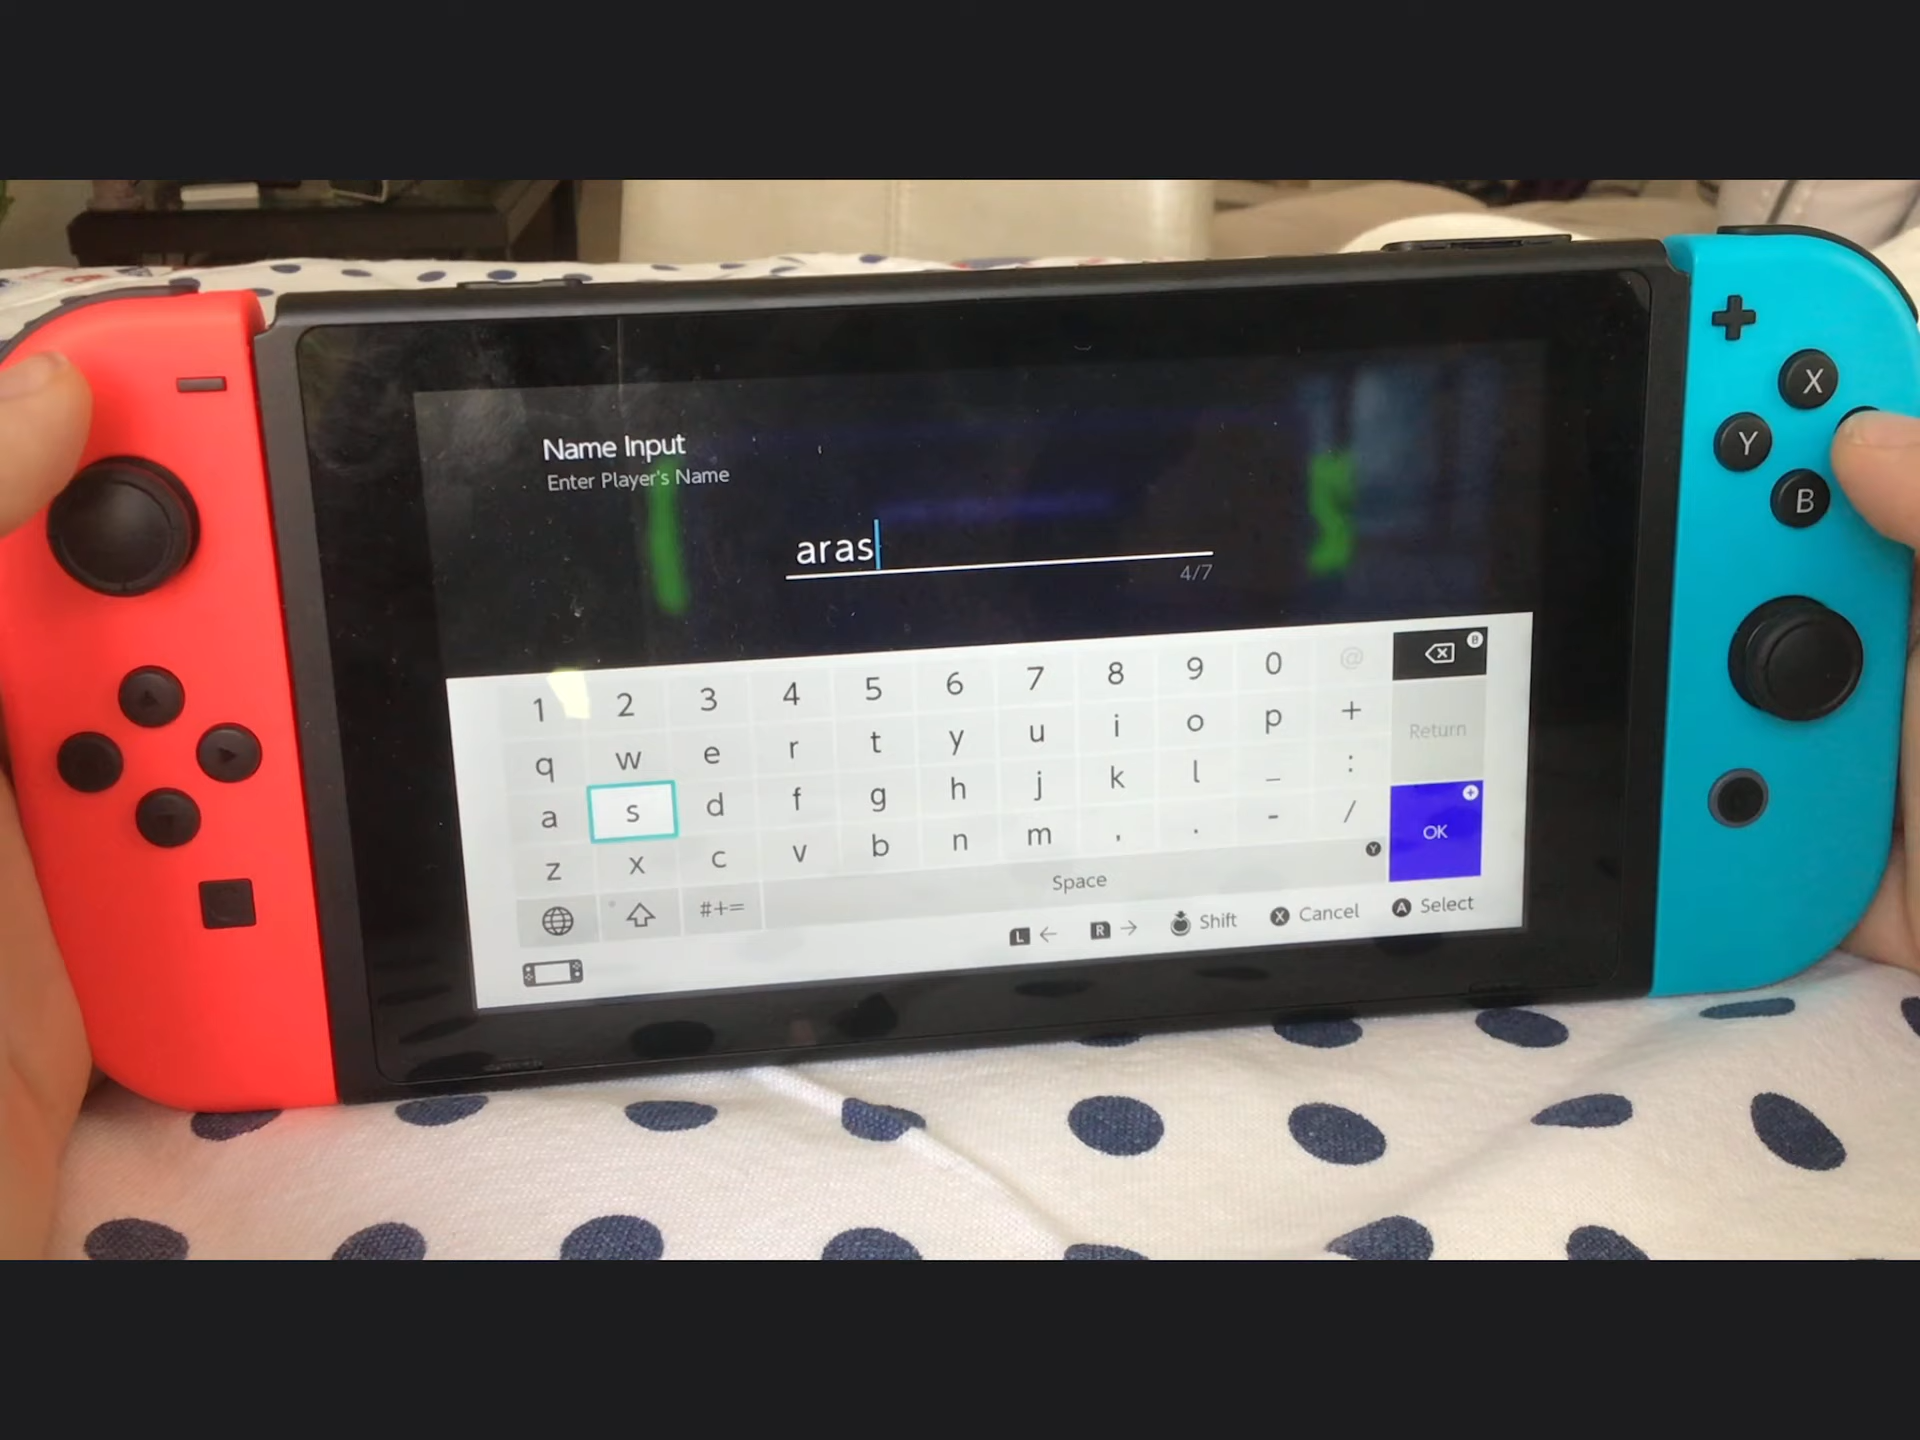 Name Input
Enter Player's Name
aras
4/7
1 2 3 4 5 6 7 8 9 0 @
q w e r t y u i o p +
Return
a s d f g h j k l _ :
z x c v b n m , . - /
OK
#+=
Space
L ← R → Shift X Cancel A Select
X
Y
B